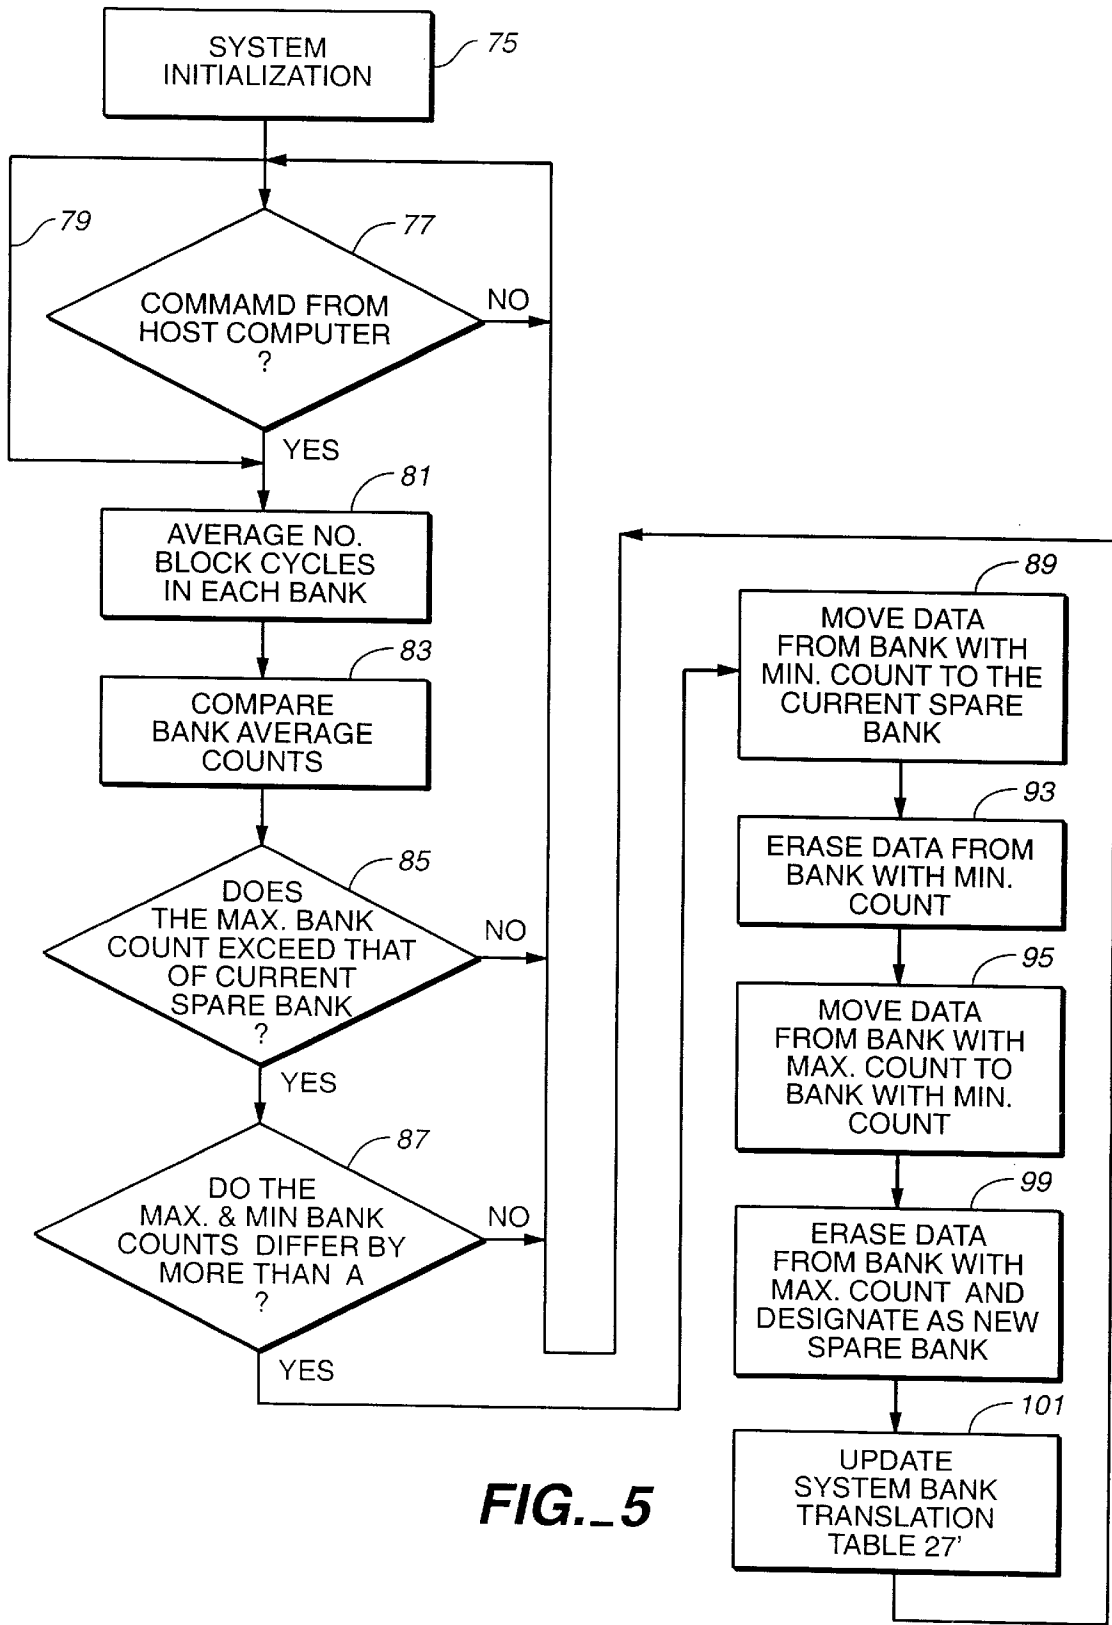 SYSTEM
INITIALIZATION
75
79
77
COMMAMD FROM
HOST COMPUTER
?
NO
YES
81
AVERAGE NO.
BLOCK CYCLES
IN EACH BANK
83
COMPARE
BANK AVERAGE
COUNTS
85
DOES
THE MAX. BANK
COUNT EXCEED THAT
OF CURRENT
SPARE BANK
?
NO
YES
87
DO THE
MAX. & MIN BANK
COUNTS DIFFER BY
MORE THAN A
?
NO
YES
89
MOVE DATA
FROM BANK WITH
MIN. COUNT TO THE
CURRENT SPARE
BANK
93
ERASE DATA FROM
BANK WITH MIN.
COUNT
95
MOVE DATA
FROM BANK WITH
MAX. COUNT TO
BANK WITH MIN.
COUNT
99
ERASE DATA
FROM BANK WITH
MAX. COUNT AND
DESIGNATE AS NEW
SPARE BANK
101
UPDATE
SYSTEM BANK
TRANSLATION
TABLE 27'
FIG._5